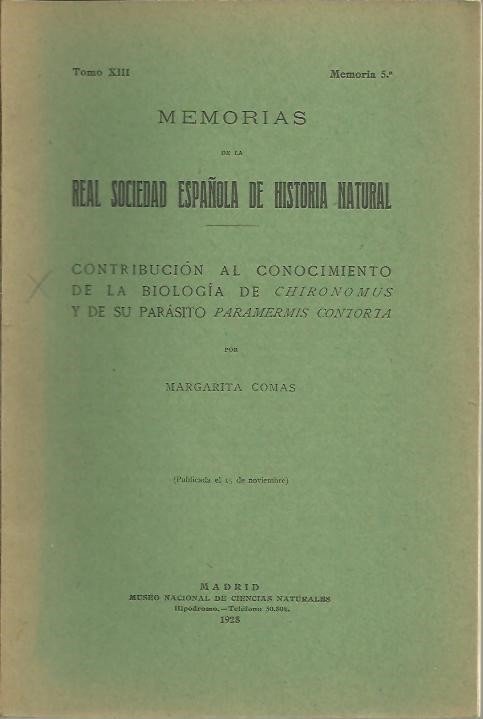 Tomo XIII Memoria 5.ª
MEMORIAS
DE LA
REAL SOCIEDAD ESPAÑOLA DE HISTORIA NATURAL
CONTRIBUCIÓN AL CONOCIMIENTO
DE LA BIOLOGÍA DE CHIRONOMUS
Y DE SU PARÁSITO PARAMERMIS CONTORTA
POR
MARGARITA COMAS
(Publicada el 15 de noviembre)
MADRID
MUSEO NACIONAL DE CIENCIAS NATURALES
Hipódromo.—Teléfono 50.808.
1928